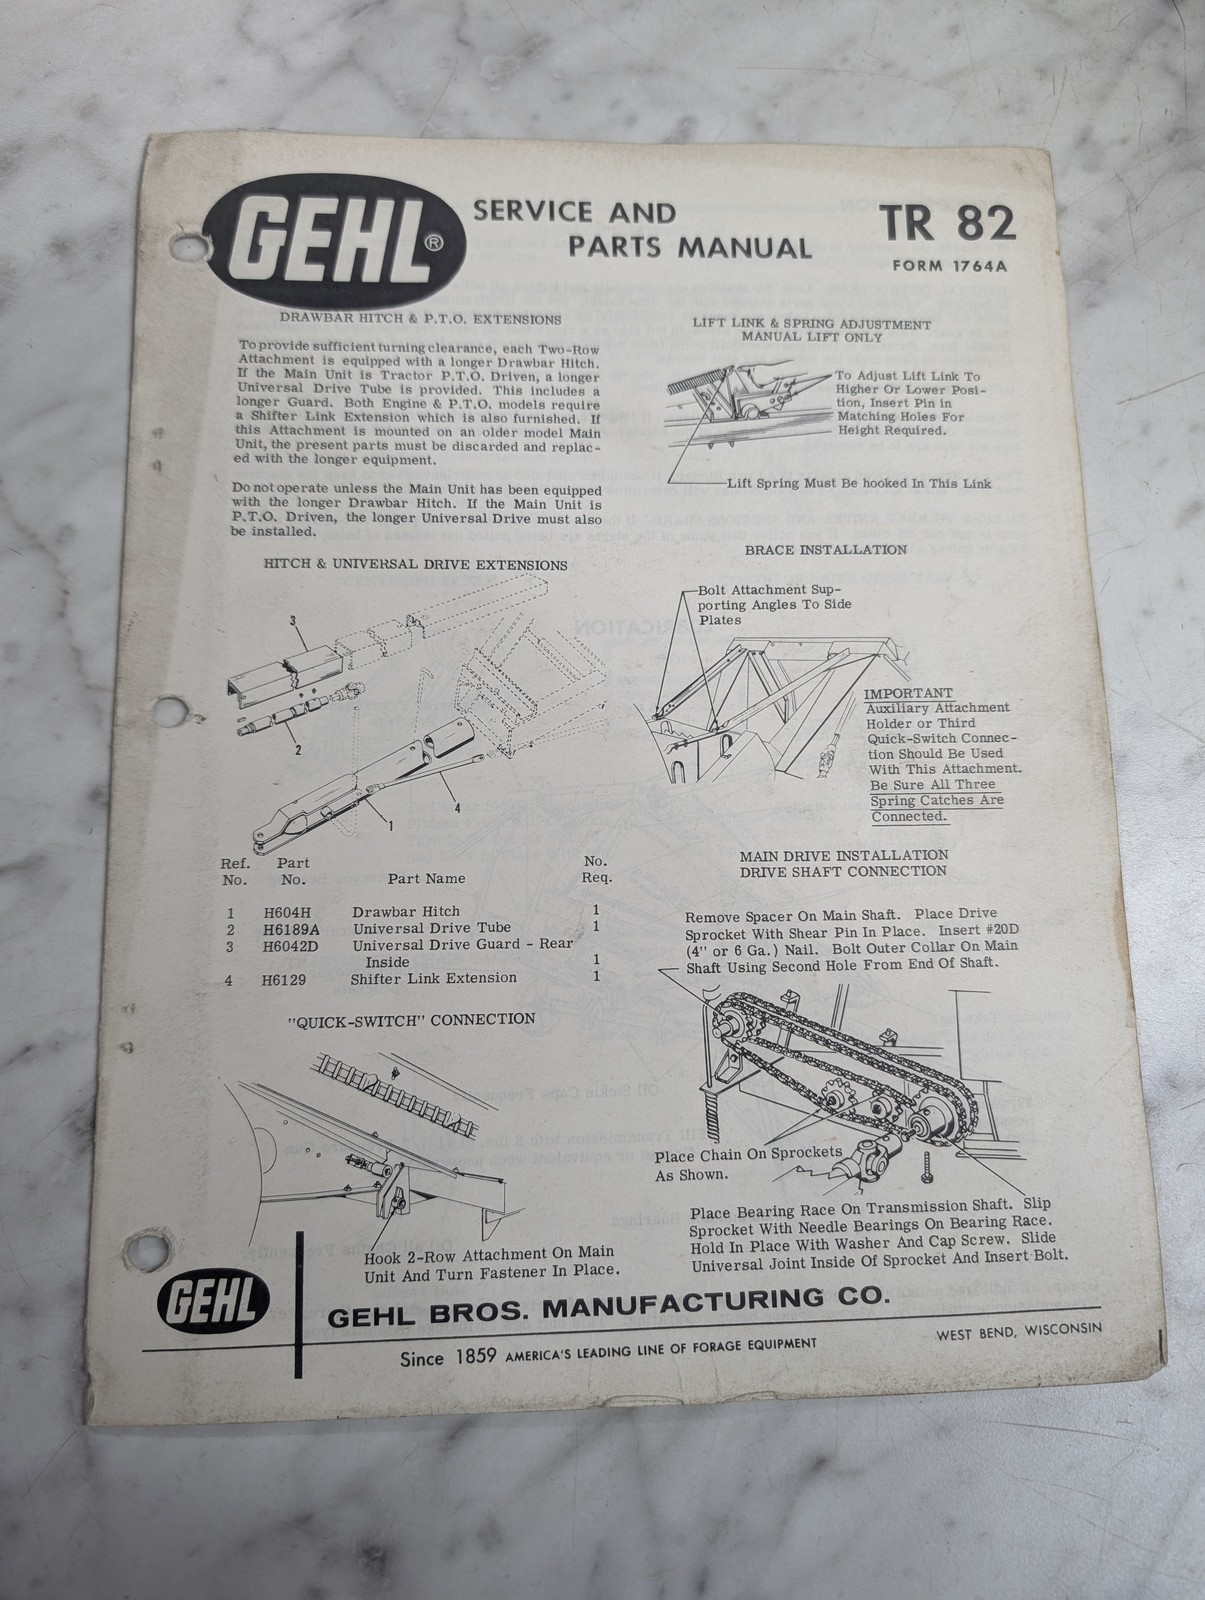 GEHL®
SERVICE AND
PARTS MANUAL
TR 82
FORM 1764A
DRAWBAR HITCH & P.T.O. EXTENSIONS
To provide sufficient turning clearance, each Two-Row
Attachment is equipped with a longer Drawbar Hitch.
If the Main Unit is Tractor P.T.O. Driven, a longer
Universal Drive Tube is provided. This includes a
longer Guard. Both Engine & P.T.O. models require
a Shifter Link Extension which is also furnished. If
this Attachment is mounted on an older model Main
Unit, the present parts must be discarded and replac-
ed with the longer equipment.
Do not operate unless the Main Unit has been equipped
with the longer Drawbar Hitch. If the Main Unit is
P.T.O. Driven, the longer Universal Drive must also
be installed.
HITCH & UNIVERSAL DRIVE EXTENSIONS
3
2
4
1
Ref. Part No.
No. No. Part Name Req.
1 H604H Drawbar Hitch 1
2 H6189A Universal Drive Tube 1
3 H6042D Universal Drive Guard - Rear
Inside 1
4 H6129 Shifter Link Extension 1
"QUICK-SWITCH" CONNECTION
Hook 2-Row Attachment On Main
Unit And Turn Fastener In Place.
LIFT LINK & SPRING ADJUSTMENT
MANUAL LIFT ONLY
To Adjust Lift Link To
Higher Or Lower Posi-
tion, Insert Pin in
Matching Holes For
Height Required.
Lift Spring Must Be hooked In This Link
BRACE INSTALLATION
Bolt Attachment Sup-
porting Angles To Side
Plates
IMPORTANT
Auxiliary Attachment
Holder or Third
Quick-Switch Connec-
tion Should Be Used
With This Attachment.
Be Sure All Three
Spring Catches Are
Connected.
MAIN DRIVE INSTALLATION
DRIVE SHAFT CONNECTION
Remove Spacer On Main Shaft. Place Drive
Sprocket With Shear Pin In Place. Insert #20D
(4" or 6 Ga.) Nail. Bolt Outer Collar On Main
Shaft Using Second Hole From End Of Shaft.
Place Chain On Sprockets
As Shown.
Place Bearing Race On Transmission Shaft. Slip
Sprocket With Needle Bearings On Bearing Race.
Hold In Place With Washer And Cap Screw. Slide
Universal Joint Inside Of Sprocket And Insert Bolt.
GEHL
GEHL BROS. MANUFACTURING CO.
Since 1859 AMERICA'S LEADING LINE OF FORAGE EQUIPMENT
WEST BEND, WISCONSIN